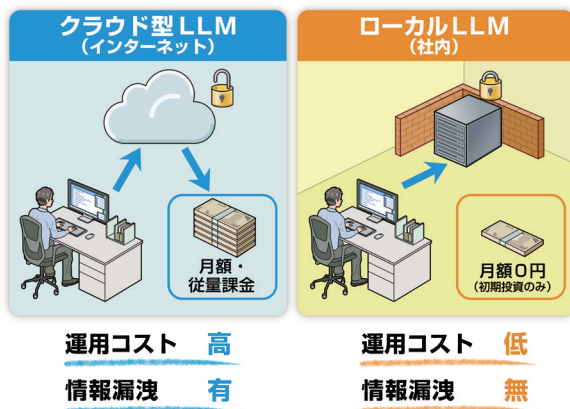 クラウド型LLM
（インターネット）
月額・
従量課金
運用コスト 高
情報漏洩 有
ローカルLLM
（社内）
月額0円
（初期投資のみ）
運用コスト 低
情報漏洩 無